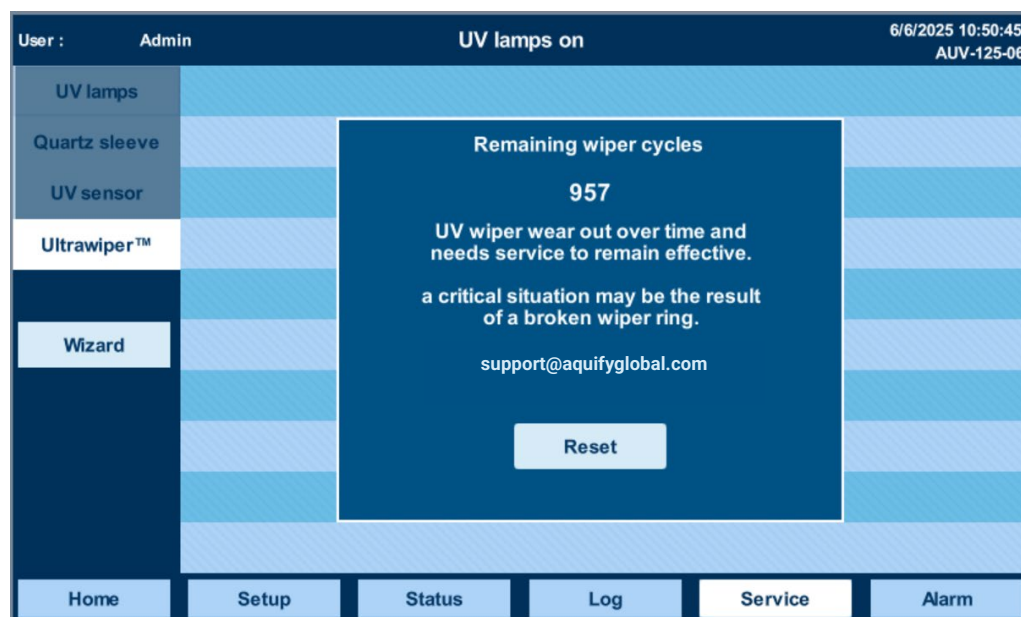 User : Admin UV lamps on 6/6/2025 10:50:45
AUV-125-06
UV lamps
Quartz sleeve
UV sensor
Ultrawiper™
Wizard
Remaining wiper cycles
957
UV wiper wear out over time and
needs service to remain effective.
a critical situation may be the result
of a broken wiper ring.
support@aquifyglobal.com
Reset
Home Setup Status Log Service Alarm